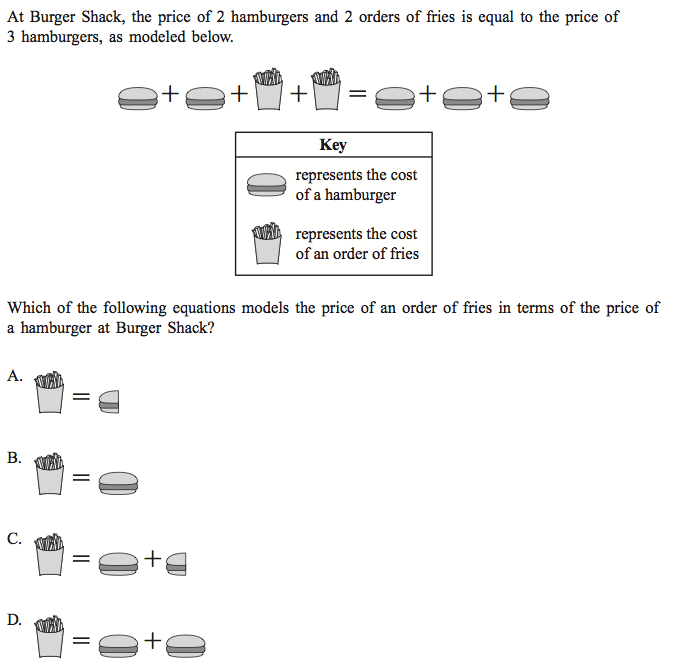 At Burger Shack, the price of 2 hamburgers and 2 orders of fries is equal to the price of
3 hamburgers, as modeled below.
+ + + = + +
Key
represents the cost
of a hamburger
represents the cost
of an order of fries
Which of the following equations models the price of an order of fries in terms of the price of
a hamburger at Burger Shack?
A. =
B. =
C. = +
D. = +